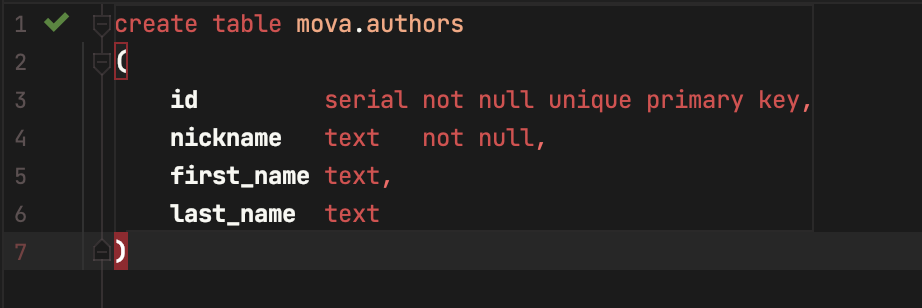 1 create table mova.authors
2 (
3     id         serial not null unique primary key,
4     nickname   text   not null,
5     first_name text,
6     last_name  text
7 )